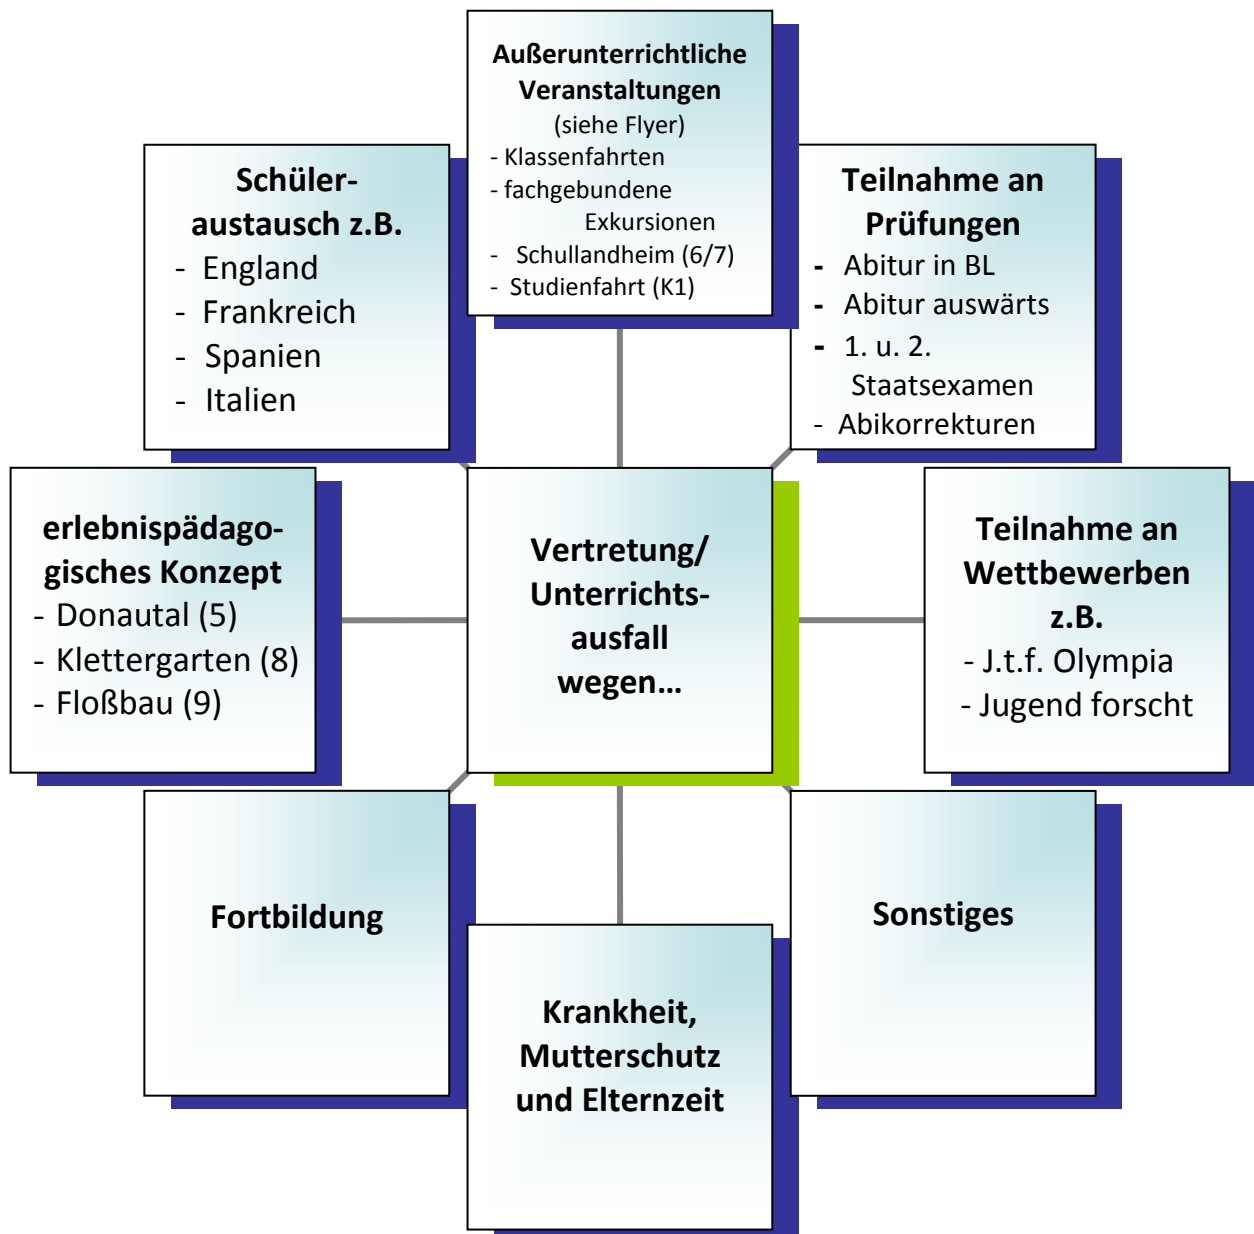 Außerunterrichtliche
Veranstaltungen
(siehe Flyer)
- Klassenfahrten
- fachgebundene
Exkursionen
- Schullandheim (6/7)
- Studienfahrt (K1)
Schüler-
austausch z.B.
- England
- Frankreich
- Spanien
- Italien
Teilnahme an
Prüfungen
- Abitur in BL
- Abitur auswärts
- 1. u. 2.
Staatsexamen
- Abikorrekturen
erlebnispädago-
gisches Konzept
- Donautal (5)
- Klettergarten (8)
- Floßbau (9)
Vertretung/
Unterrichts-
ausfall
wegen...
Teilnahme an
Wettbewerben
z.B.
- J.t.f. Olympia
- Jugend forscht
Fortbildung
Sonstiges
Krankheit,
Mutterschutz
und Elternzeit